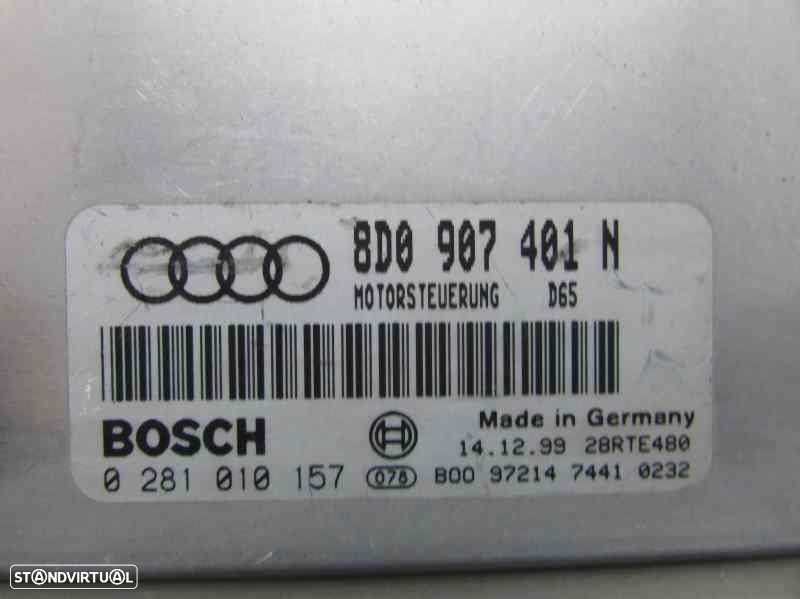 8D0 907 401 N
MOTORSTEUERUNG D65
BOSCH
Made in Germany
14.12.99 28RTE480
0 281 010 157 078 800 97214 7441 0232
STANDVIRTUAL